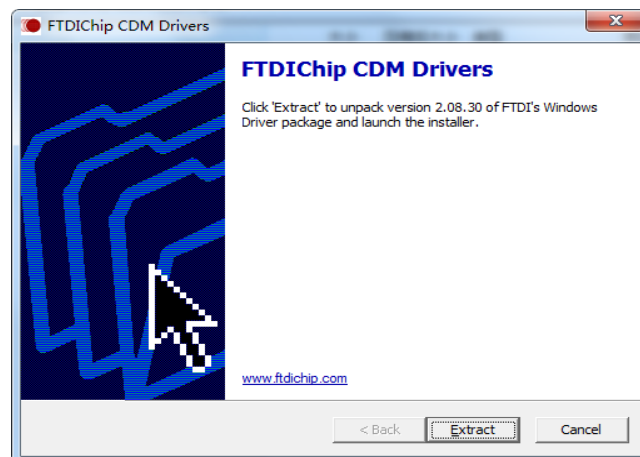 FTDIChip CDM Drivers
FTDIChip CDM Drivers
Click 'Extract' to unpack version 2.08.30 of FTDI's Windows
Driver package and launch the installer.
www.ftdichip.com
< Back
Extract
Cancel